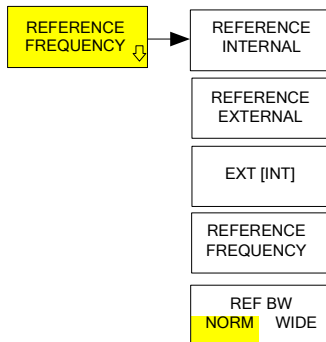 REFERENCE
FREQUENCY
REFERENCE
INTERNAL
REFERENCE
EXTERNAL
EXT [INT]
REFERENCE
FREQUENCY
REF BW
NORM WIDE